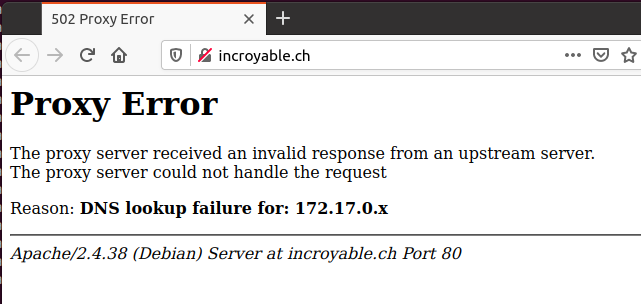 502 Proxy Error
incroyable.ch
Proxy Error
The proxy server received an invalid response from an upstream server.
The proxy server could not handle the request
Reason: DNS lookup failure for: 172.17.0.x
Apache/2.4.38 (Debian) Server at incroyable.ch Port 80